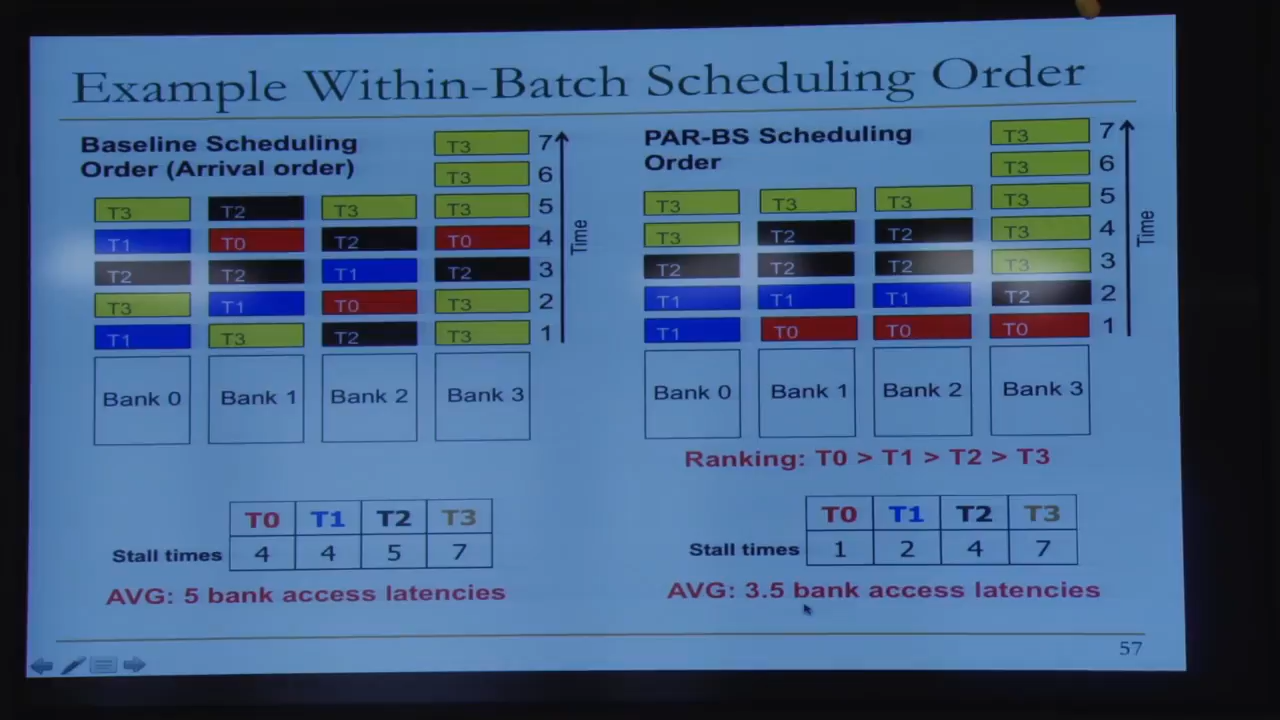 Example Within-Batch Scheduling Order
Baseline Scheduling
Order (Arrival order)
T3 7
T3 6
T3 T2 T3 T3 5
T1 T0 T2 T0 4
T2 T2 T1 T2 3
T3 T1 T0 T3 2
T1 T3 T2 T3 1
Time
Bank 0 Bank 1 Bank 2 Bank 3
T0 T1 T2 T3
Stall times 4 4 5 7
AVG: 5 bank access latencies
PAR-BS Scheduling
Order
T3 7
T3 6
T3 T3 T3 T3 5
T3 T2 T2 T3 4
T2 T2 T2 T3 3
T1 T1 T1 T2 2
T1 T0 T0 T0 1
Time
Bank 0 Bank 1 Bank 2 Bank 3
Ranking: T0 > T1 > T2 > T3
T0 T1 T2 T3
Stall times 1 2 4 7
AVG: 3.5 bank access latencies
57